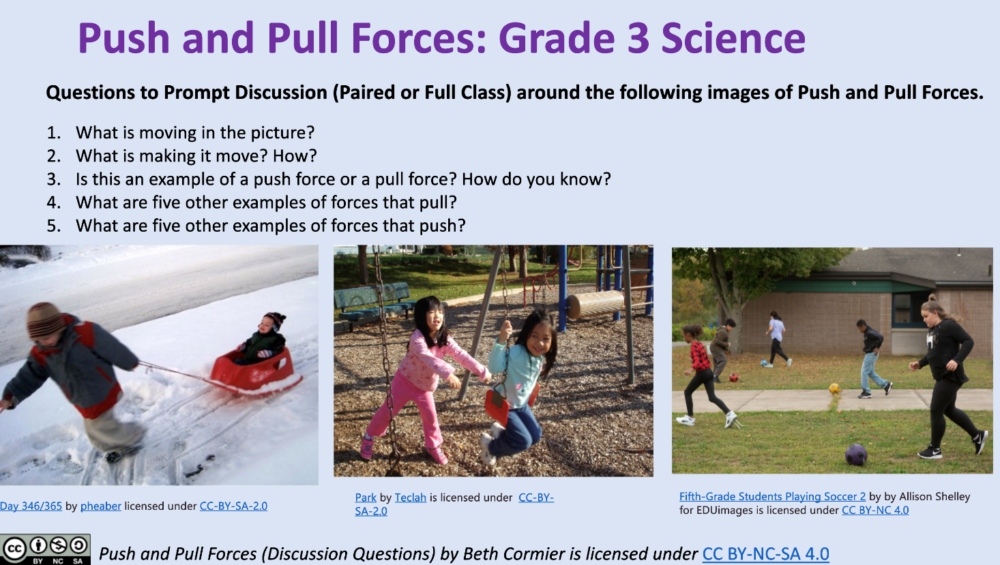 Push and Pull Forces: Grade 3 Science
Questions to Prompt Discussion (Paired or Full Class) around the following images of Push and Pull Forces.
1. What is moving in the picture?
2. What is making it move? How?
3. Is this an example of a push force or a pull force? How do you know?
4. What are five other examples of forces that pull?
5. What are five other examples of forces that push?
Day 346/365 by pheaber licensed under CC-BY-SA-2.0
Park by Teclah is licensed under CC-BY-
SA-2.0
Fifth-Grade Students Playing Soccer 2 by by Allison Shelley
for EDUimages is licensed under CC BY-NC 4.0
cc
BY NC SA
Push and Pull Forces (Discussion Questions) by Beth Cormier is licensed under CC BY-NC-SA 4.0